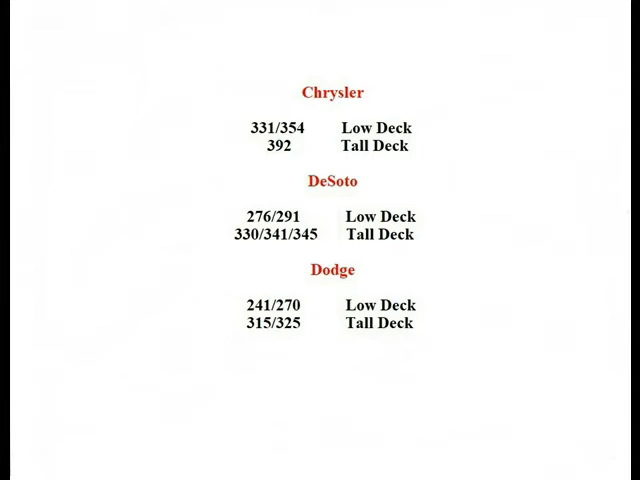 Chrysler
331/354 Low Deck
392 Tall Deck
DeSoto
276/291 Low Deck
330/341/345 Tall Deck
Dodge
241/270 Low Deck
315/325 Tall Deck